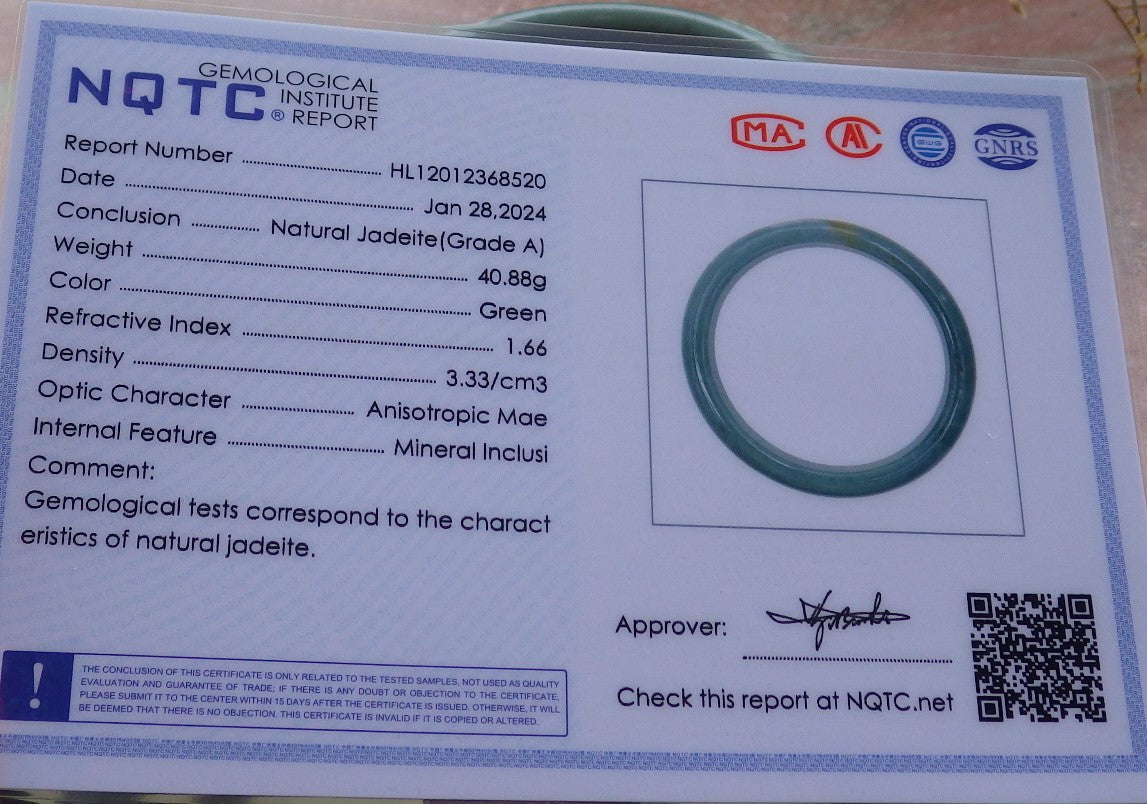 NQTC® GEMOLOGICAL
INSTITUTE
REPORT
Report Number ........ HL12012368520
Date ........ Jan 28,2024
Conclusion ........ Natural Jadeite(Grade A)
Weight ........ 40.88g
Color ........ Green
Refractive Index ........ 1.66
Density ........ 3.33/cm3
Optic Character ........ Anisotropic Mae
Internal Feature ........ Mineral Inclusi
Comment:
Gemological tests correspond to the charact
eristics of natural jadeite.
! THE CONCLUSION OF THIS CERTIFICATE IS ONLY RELATED TO THE TESTED SAMPLES, NOT USED AS QUALITY
EVALUATION AND GUARANTEE OF TRADE; IF THERE IS ANY DOUBT OR OBJECTION TO THE CERTIFICATE,
PLEASE SUBMIT IT TO THE CENTER WITHIN 15 DAYS AFTER THE CERTIFICATE IS ISSUED. OTHERWISE, IT WILL
BE DEEMED THAT THERE IS NO OBJECTION. THIS CERTIFICATE IS INVALID IF IT IS COPIED OR ALTERED.
MA
GNRS
Approver:
Check this report at NQTC.net